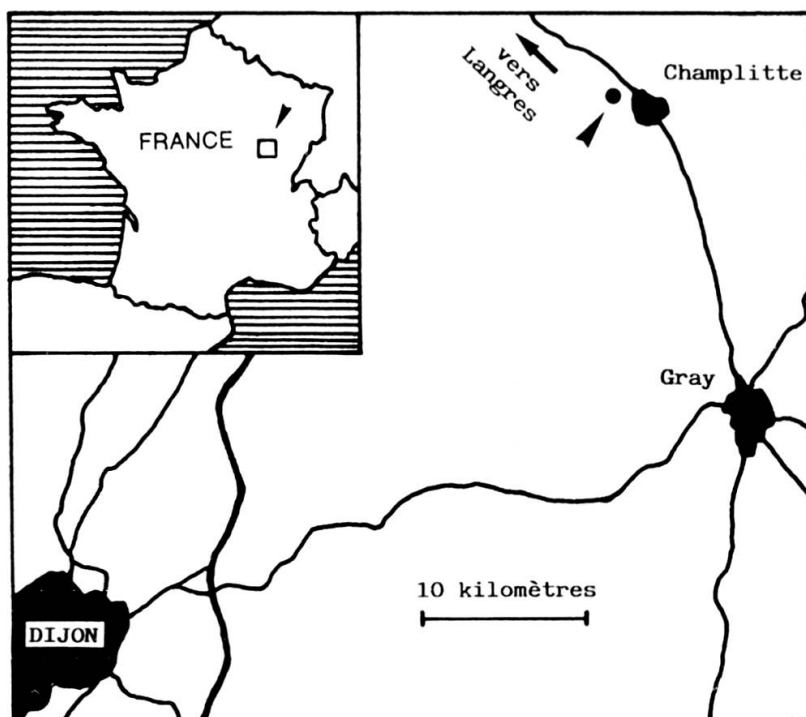 FRANCE
vers
Langres
Champlitte
Gray
10 kilomètres
DIJON